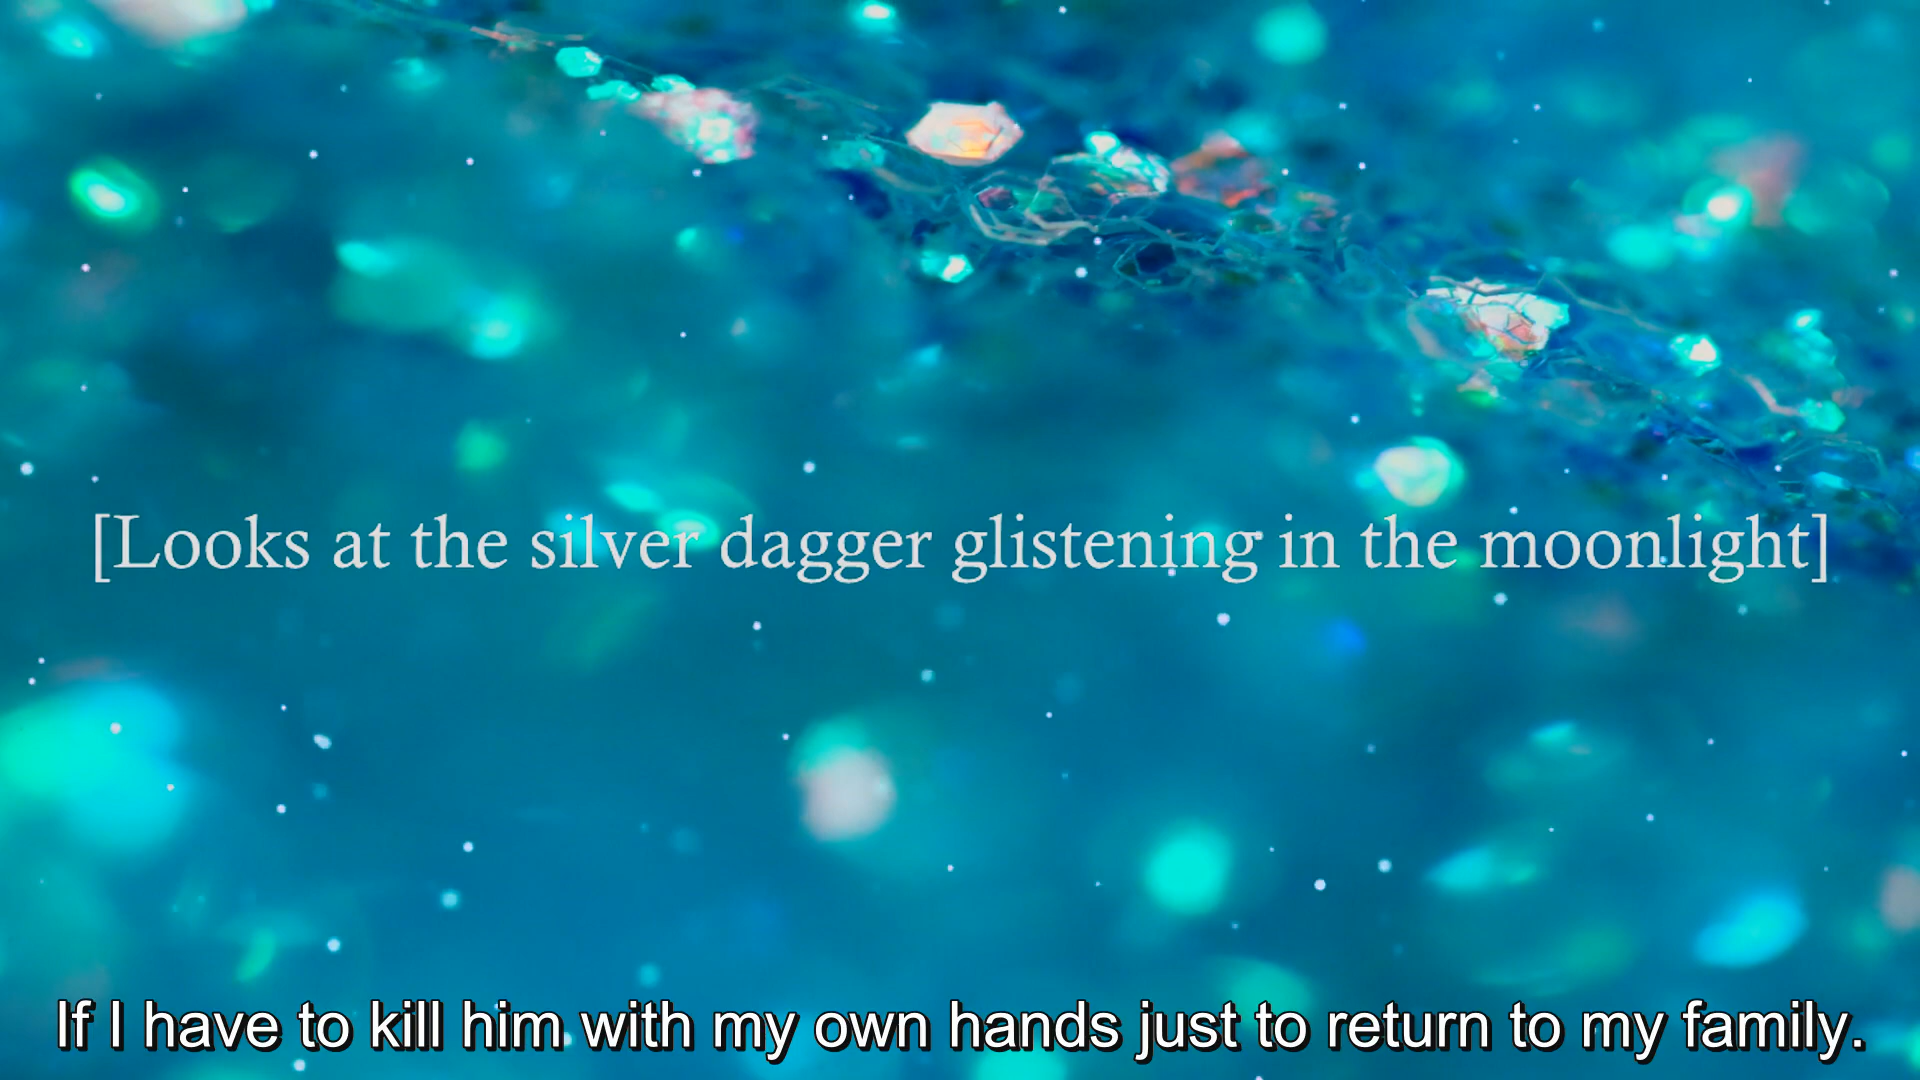 [Looks at the silver dagger glistening in the moonlight]
If I have to kill him with my own hands just to return to my family.